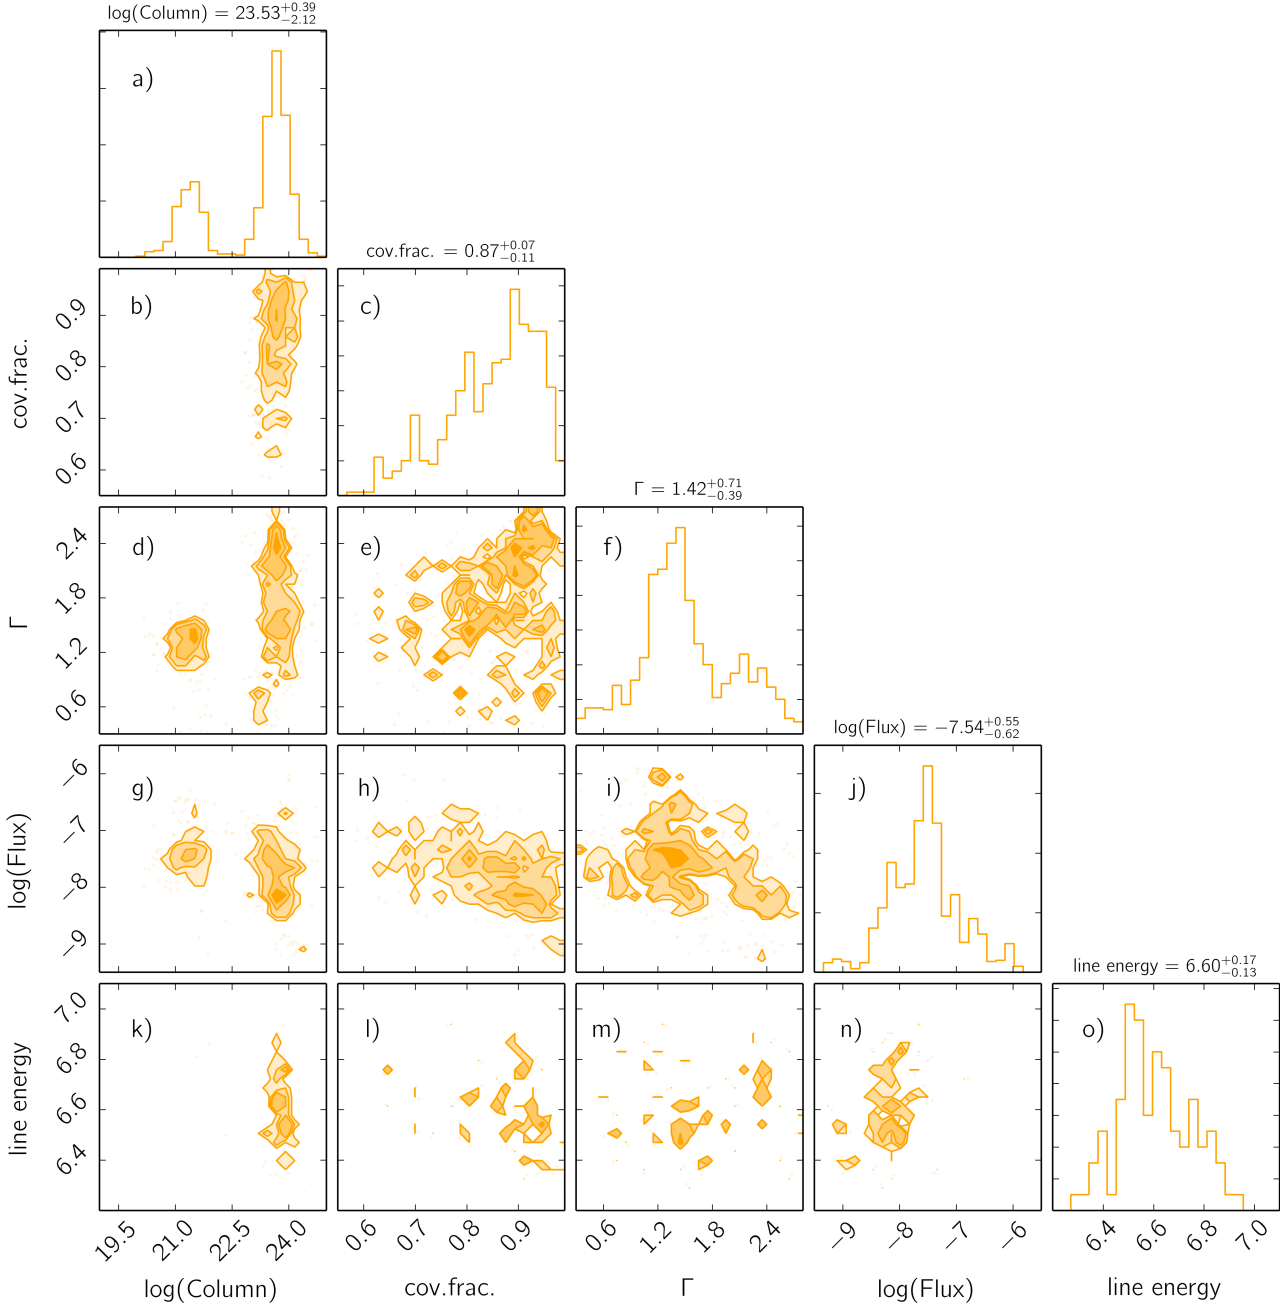 log(Column) = 23.53+0.39−2.12
a)
cov.frac. = 0.87+0.07−0.11
cov.frac.
0.9
0.8
0.7
0.6
b)
c)
Γ = 1.42+0.71−0.39
Γ
2.4
1.8
1.2
0.6
d)
e)
f)
log(Flux) = −7.54+0.55−0.62
log(Flux)
−6
−7
−8
−9
g)
h)
i)
j)
line energy = 6.60+0.17−0.13
line energy
7.0
6.8
6.6
6.4
k)
l)
m)
n)
o)
19.5 21.0 22.5 24.0
0.6 0.7 0.8 0.9
0.6 1.2 1.8 2.4
−9 −8 −7 −6
6.4 6.6 6.8 7.0
log(Column)
cov.frac.
Γ
log(Flux)
line energy